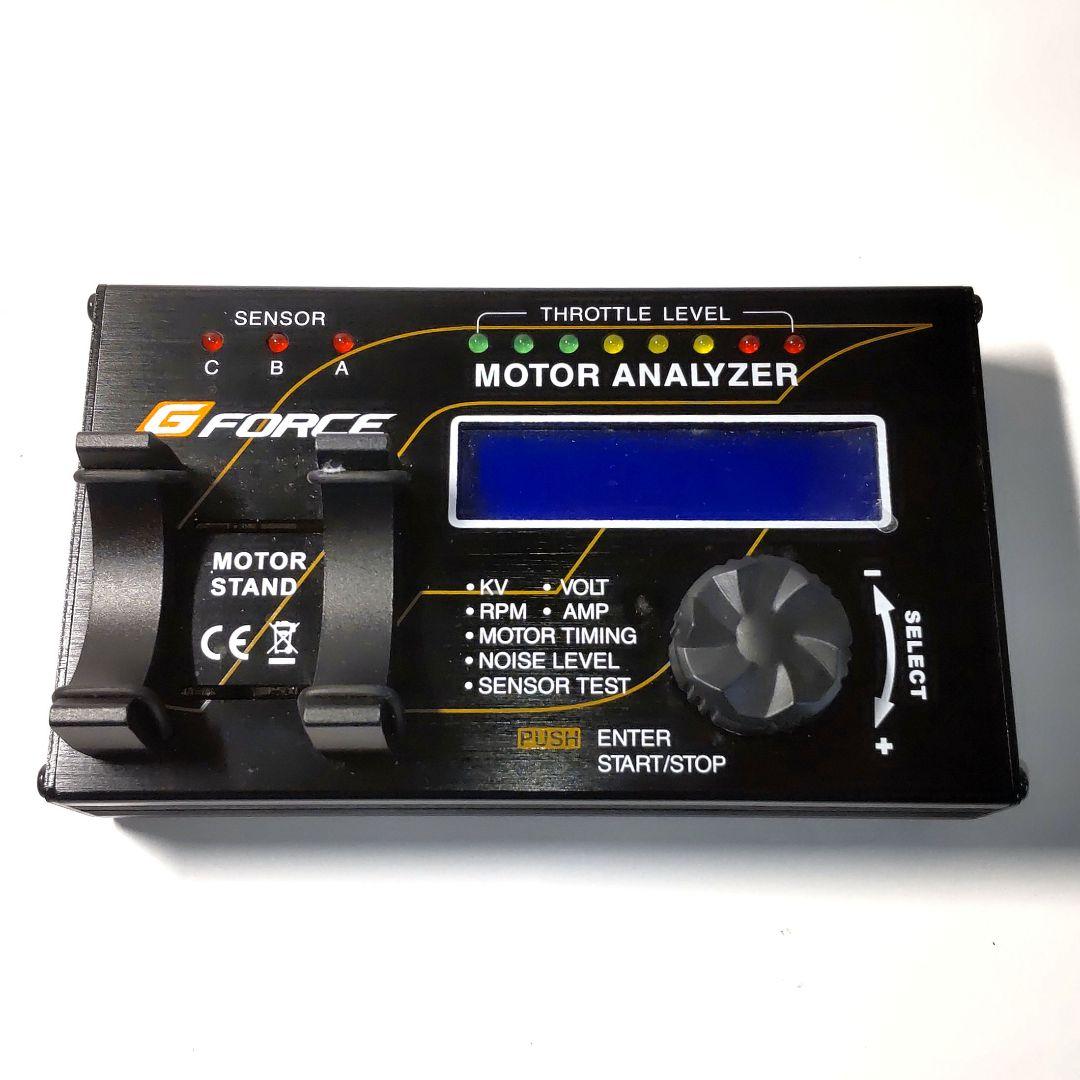 SENSOR
C B A
THROTTLE LEVEL
MOTOR ANALYZER
G FORCE
MOTOR
STAND
CE
• KV • VOLT
• RPM • AMP
• MOTOR TIMING
• NOISE LEVEL
• SENSOR TEST
PUSH ENTER
START/STOP
−
SELECT
+